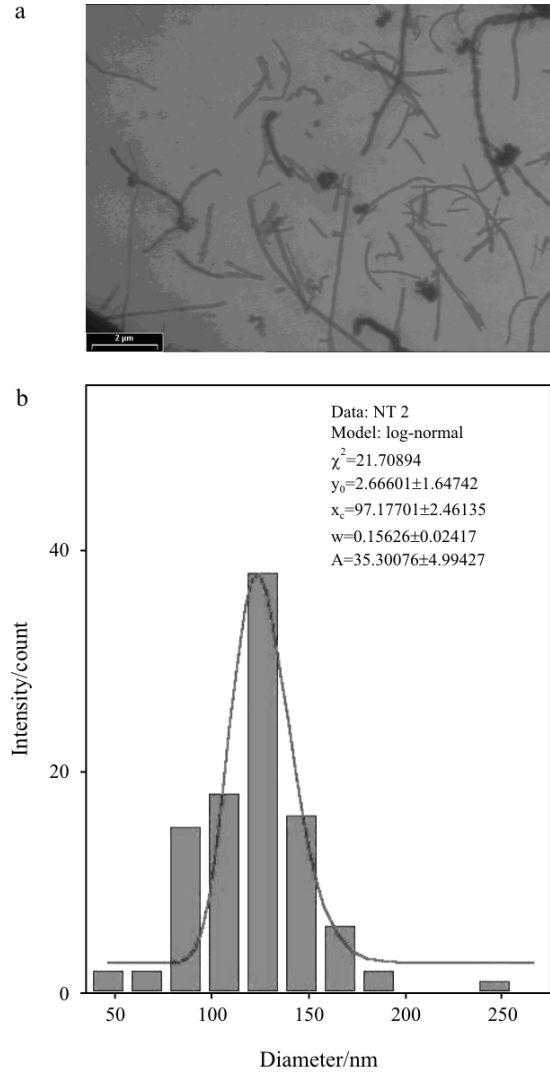 a
2 μm
b
Data: NT 2
Model: log-normal
χ²=21.70894
y₀=2.66601±1.64742
x꜀=97.17701±2.46135
w=0.15626±0.02417
A=35.30076±4.99427
Intensity/count
40
20
0
50 100 150 200 250
Diameter/nm